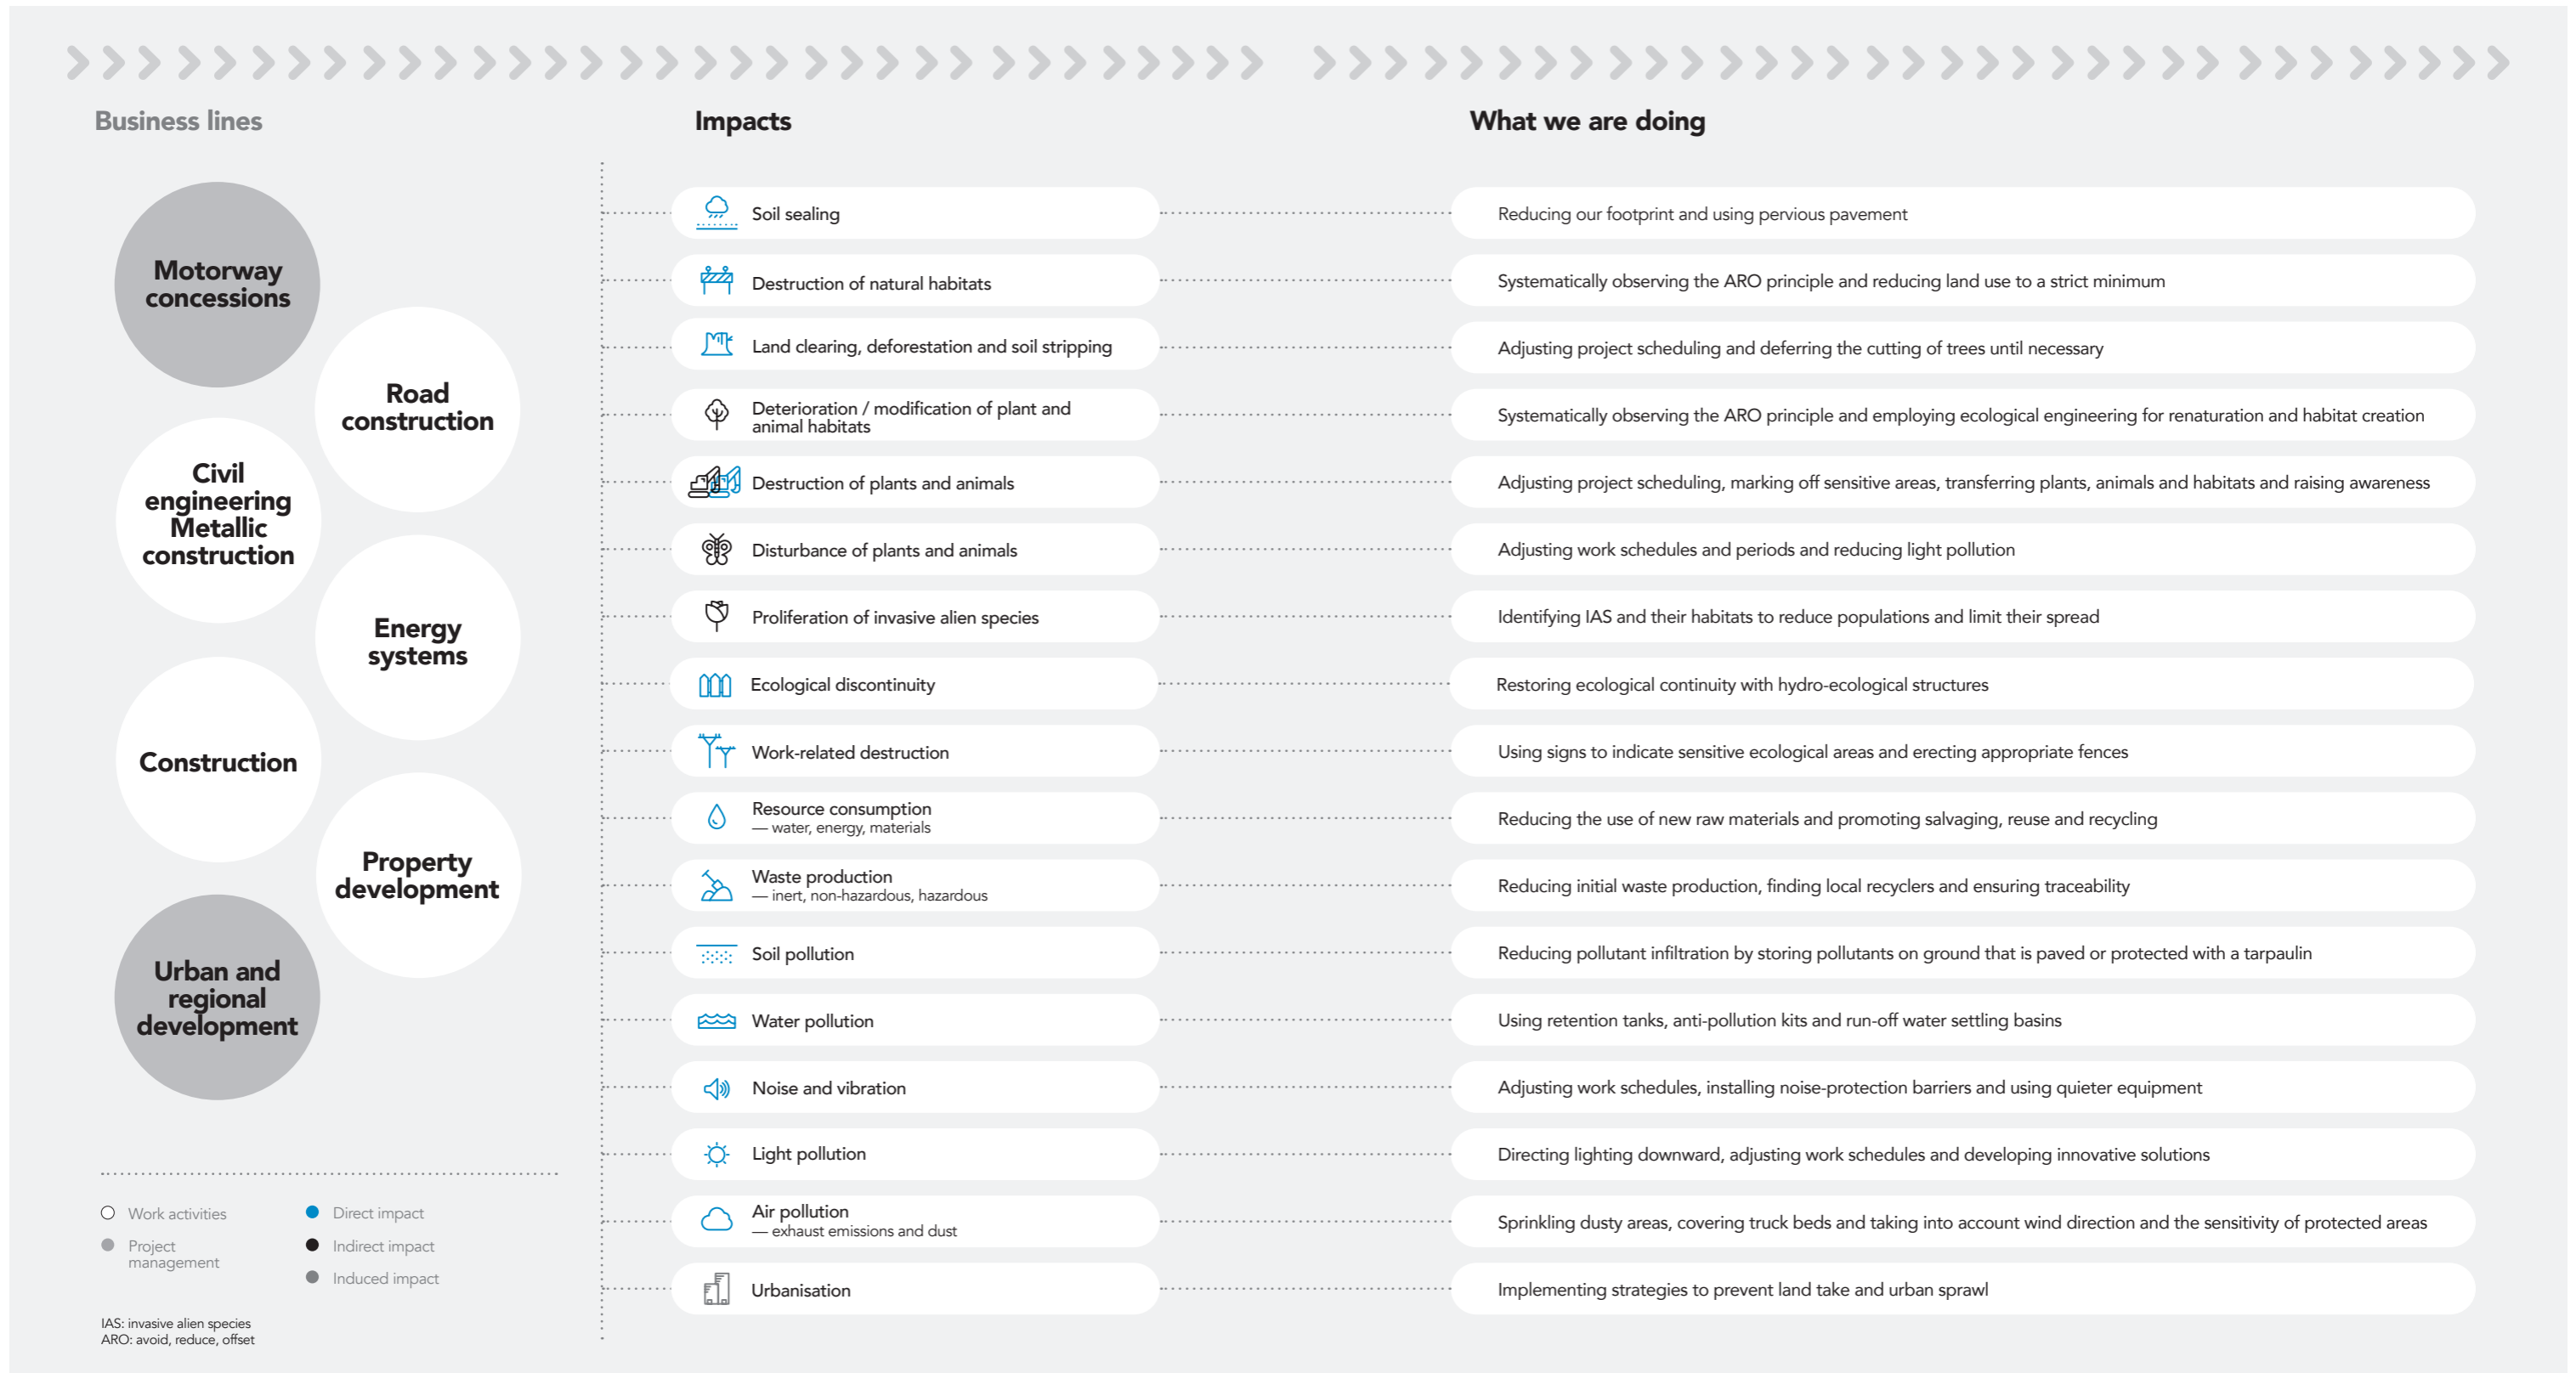 Business lines
Impacts
What we are doing
Motorway
concessions
Road
construction
Civil
engineering
Metallic
construction
Energy
systems
Construction
Property
development
Urban and
regional
development
Soil sealing
Reducing our footprint and using pervious pavement
Destruction of natural habitats
Systematically observing the ARO principle and reducing land use to a strict minimum
Land clearing, deforestation and soil stripping
Adjusting project scheduling and deferring the cutting of trees until necessary
Deterioration / modification of plant and
animal habitats
Systematically observing the ARO principle and employing ecological engineering for renaturation and habitat creation
Destruction of plants and animals
Adjusting project scheduling, marking off sensitive areas, transferring plants, animals and habitats and raising awareness
Disturbance of plants and animals
Adjusting work schedules and periods and reducing light pollution
Proliferation of invasive alien species
Identifying IAS and their habitats to reduce populations and limit their spread
Ecological discontinuity
Restoring ecological continuity with hydro-ecological structures
Work-related destruction
Using signs to indicate sensitive ecological areas and erecting appropriate fences
Resource consumption
— water, energy, materials
Reducing the use of new raw materials and promoting salvaging, reuse and recycling
Waste production
— inert, non-hazardous, hazardous
Reducing initial waste production, finding local recyclers and ensuring traceability
Soil pollution
Reducing pollutant infiltration by storing pollutants on ground that is paved or protected with a tarpaulin
Water pollution
Using retention tanks, anti-pollution kits and run-off water settling basins
Noise and vibration
Adjusting work schedules, installing noise-protection barriers and using quieter equipment
Light pollution
Directing lighting downward, adjusting work schedules and developing innovative solutions
Air pollution
— exhaust emissions and dust
Sprinkling dusty areas, covering truck beds and taking into account wind direction and the sensitivity of protected areas
Urbanisation
Implementing strategies to prevent land take and urban sprawl
Work activities
Project
management
Direct impact
Indirect impact
Induced impact
IAS: invasive alien species
ARO: avoid, reduce, offset